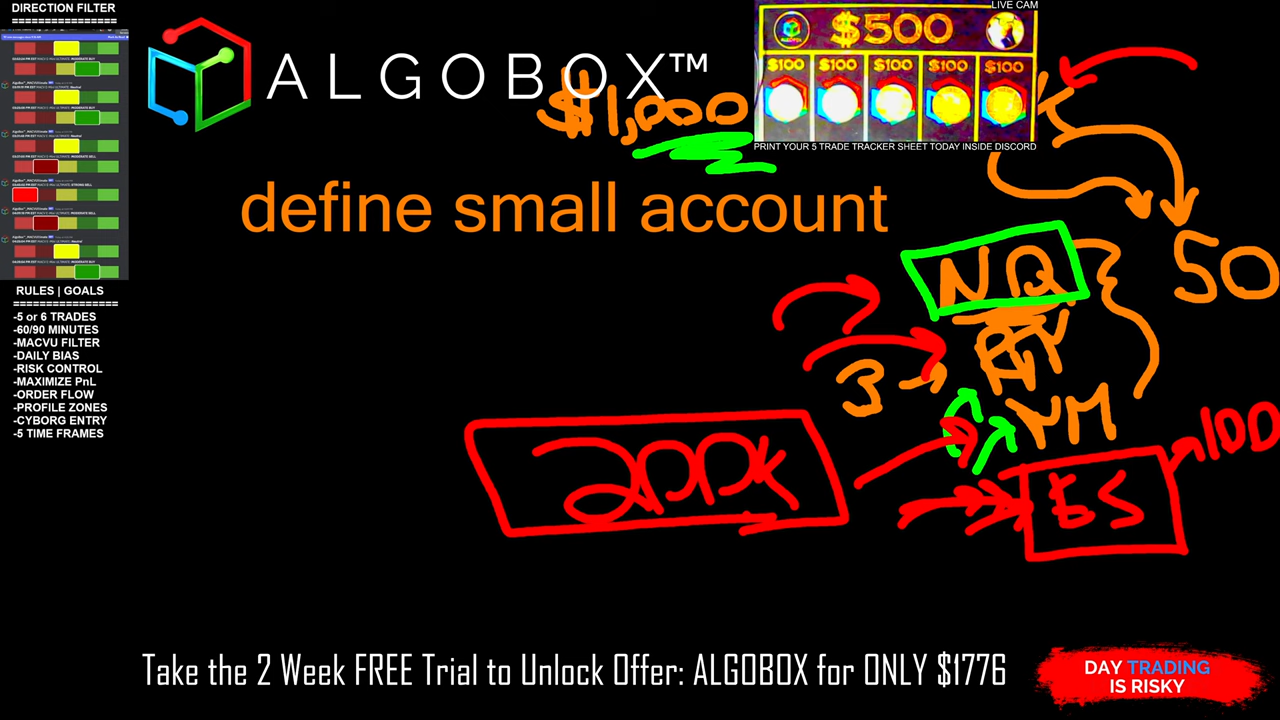 DIRECTION FILTER
===============
LIVE CAM
$500
$100 $100 $100 $100 $100
PRINT YOUR 5 TRADE TRACKER SHEET TODAY INSIDE DISCORD
ALGOBOX™
$1,000
define small account
NQ
50
3
YM
200K
ES
100
RULES | GOALS
===============
-5 or 6 TRADES
-60/90 MINUTES
-MACVU FILTER
-DAILY BIAS
-RISK CONTROL
-MAXIMIZE PnL
-ORDER FLOW
-PROFILE ZONES
-CYBORG ENTRY
-5 TIME FRAMES
Take the 2 Week FREE Trial to Unlock Offer: ALGOBOX for ONLY $1776
DAY TRADING
IS RISKY